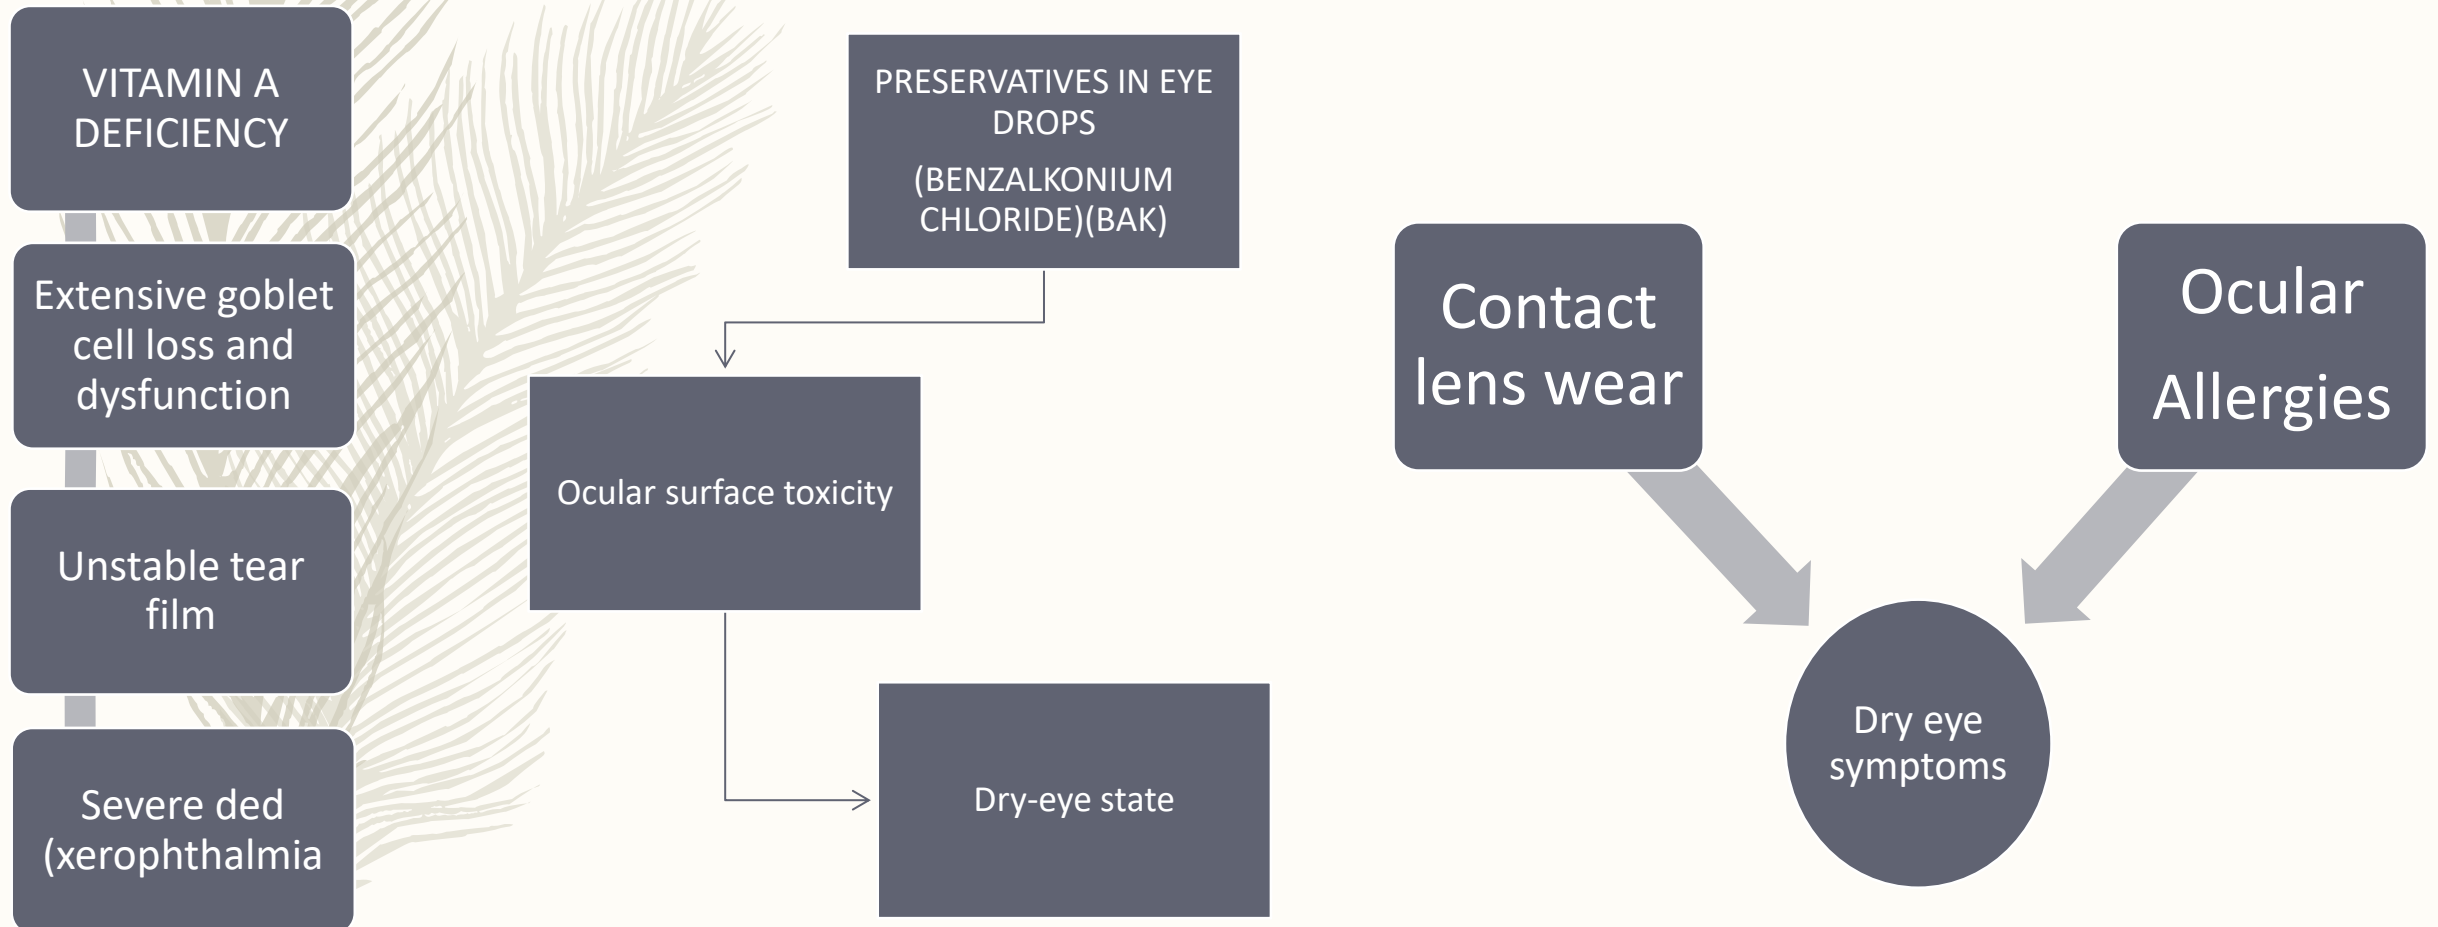 VITAMIN A
DEFICIENCY
Extensive goblet
cell loss and
dysfunction
Unstable tear
film
Severe ded
(xerophthalmia
PRESERVATIVES IN EYE
DROPS
(BENZALKONIUM
CHLORIDE)(BAK)
Ocular surface toxicity
Dry-eye state
Contact
lens wear
Ocular
Allergies
Dry eye
symptoms